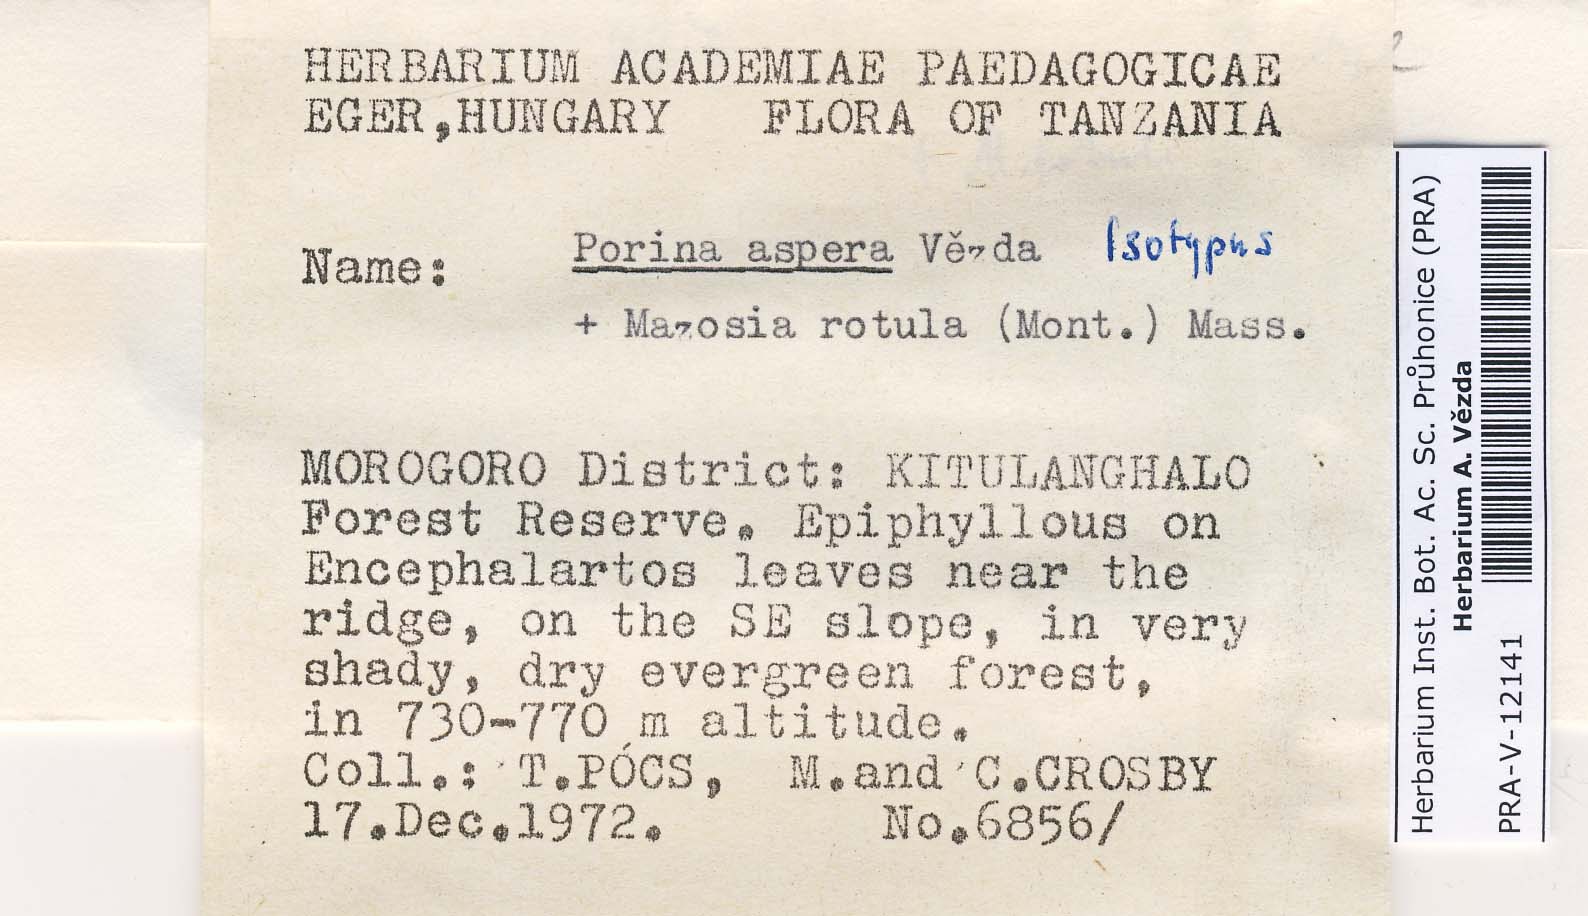 HERBARIUM ACADEMIAE PAEDAGOGICAE
EGER,HUNGARY FLORA OF TANZANIA
Name: Porina aspera Vězda Isotypus
+ Mazosia rotula (Mont.) Mass.
MOROGORO District: KITULANGHALO
Forest Reserve. Epiphyllous on
Encephalartos leaves near the
ridge, on the SE slope, in very
shady, dry evergreen forest,
in 730-770 m altitude.
Coll.: T.PÓCS, M.and C.CROSBY
17.Dec.1972. No.6856/
Herbarium Inst. Bot. Ac. Sc. Průhonice (PRA)
Herbarium A. Vězda
PRA-V-12141